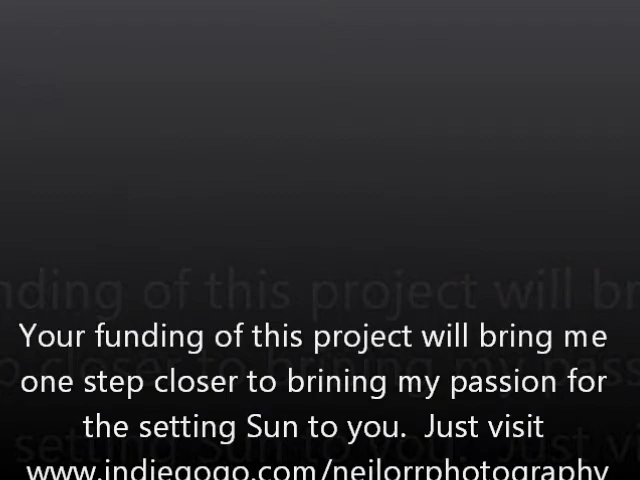 Your funding of this project will bring me
one step closer to brining my passion for
the setting Sun to you.  Just visit
www.indiegogo.com/neilorrphotography